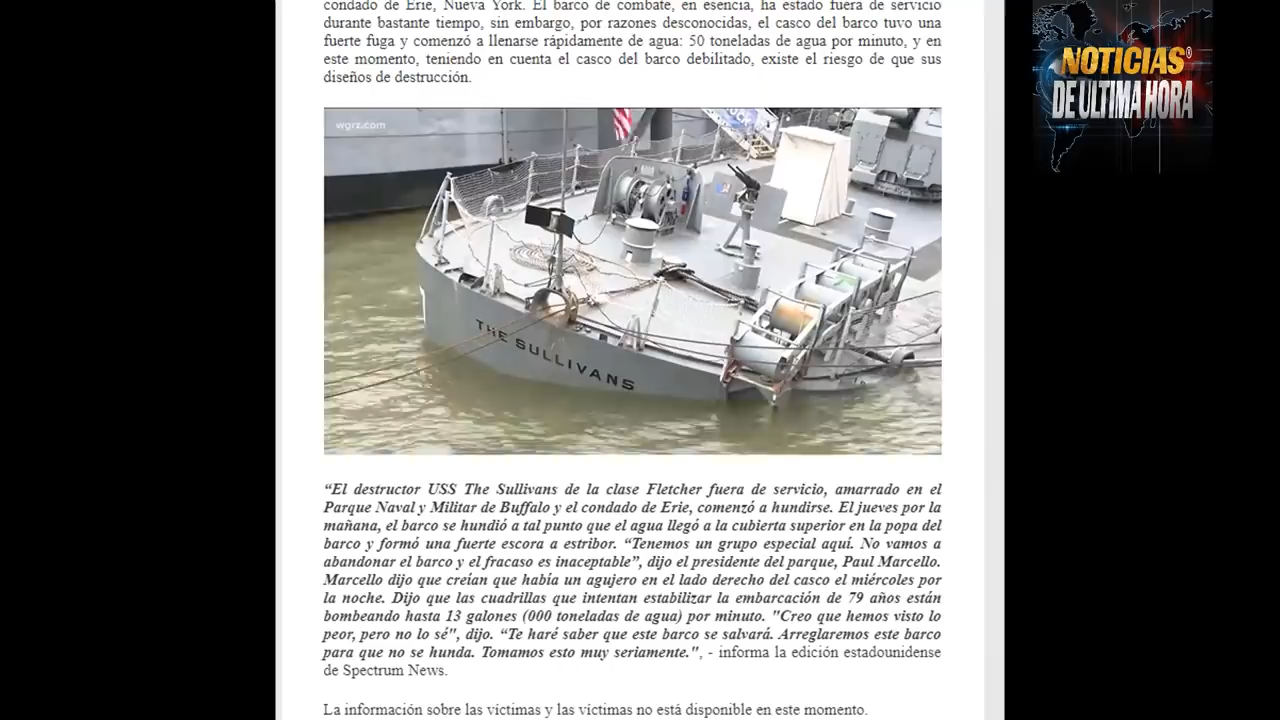 condado de Erie, Nueva York. El barco de combate, en esencia, ha estado fuera de servicio
durante bastante tiempo, sin embargo, por razones desconocidas, el casco del barco tuvo una
fuerte fuga y comenzó a llenarse rápidamente de agua: 50 toneladas de agua por minuto, y en
este momento, teniendo en cuenta el casco del barco debilitado, existe el riesgo de que sus
diseños de destrucción.
NOTICIAS
DE ULTIMA HORA
wgrz.com
THE SULLIVANS
“El destructor USS The Sullivans de la clase Fletcher fuera de servicio, amarrado en el
Parque Naval y Militar de Buffalo y el condado de Erie, comenzó a hundirse. El jueves por la
mañana, el barco se hundió a tal punto que el agua llegó a la cubierta superior en la popa del
barco y formó una fuerte escora a estribor. “Tenemos un grupo especial aquí. No vamos a
abandonar el barco y el fracaso es inaceptable”, dijo el presidente del parque, Paul Marcello.
Marcello dijo que creían que había un agujero en el lado derecho del casco el miércoles por
la noche. Dijo que las cuadrillas que intentan estabilizar la embarcación de 79 años están
bombeando hasta 13 galones (000 toneladas de agua) por minuto. "Creo que hemos visto lo
peor, pero no lo sé", dijo. “Te haré saber que este barco se salvará. Arreglaremos este barco
para que no se hunda. Tomamos esto muy seriamente.", - informa la edición estadounidense
de Spectrum News.
La información sobre las víctimas y las víctimas no está disponible en este momento.